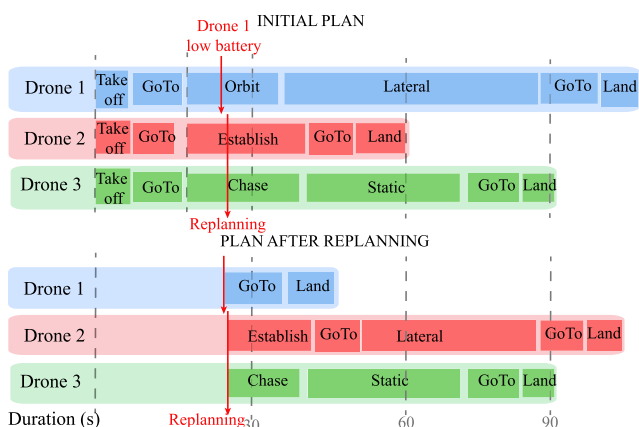 Drone 1
low battery
INITIAL PLAN
Drone 1 Take off GoTo Orbit Lateral GoTo Land
Drone 2 Take off GoTo Establish GoTo Land
Drone 3 Take off GoTo Chase Static GoTo Land
Replanning
PLAN AFTER REPLANNING
Drone 1 GoTo Land
Drone 2 Establish GoTo Lateral GoTo Land
Drone 3 Chase Static GoTo Land
Duration (s) Replanning 30 60 90